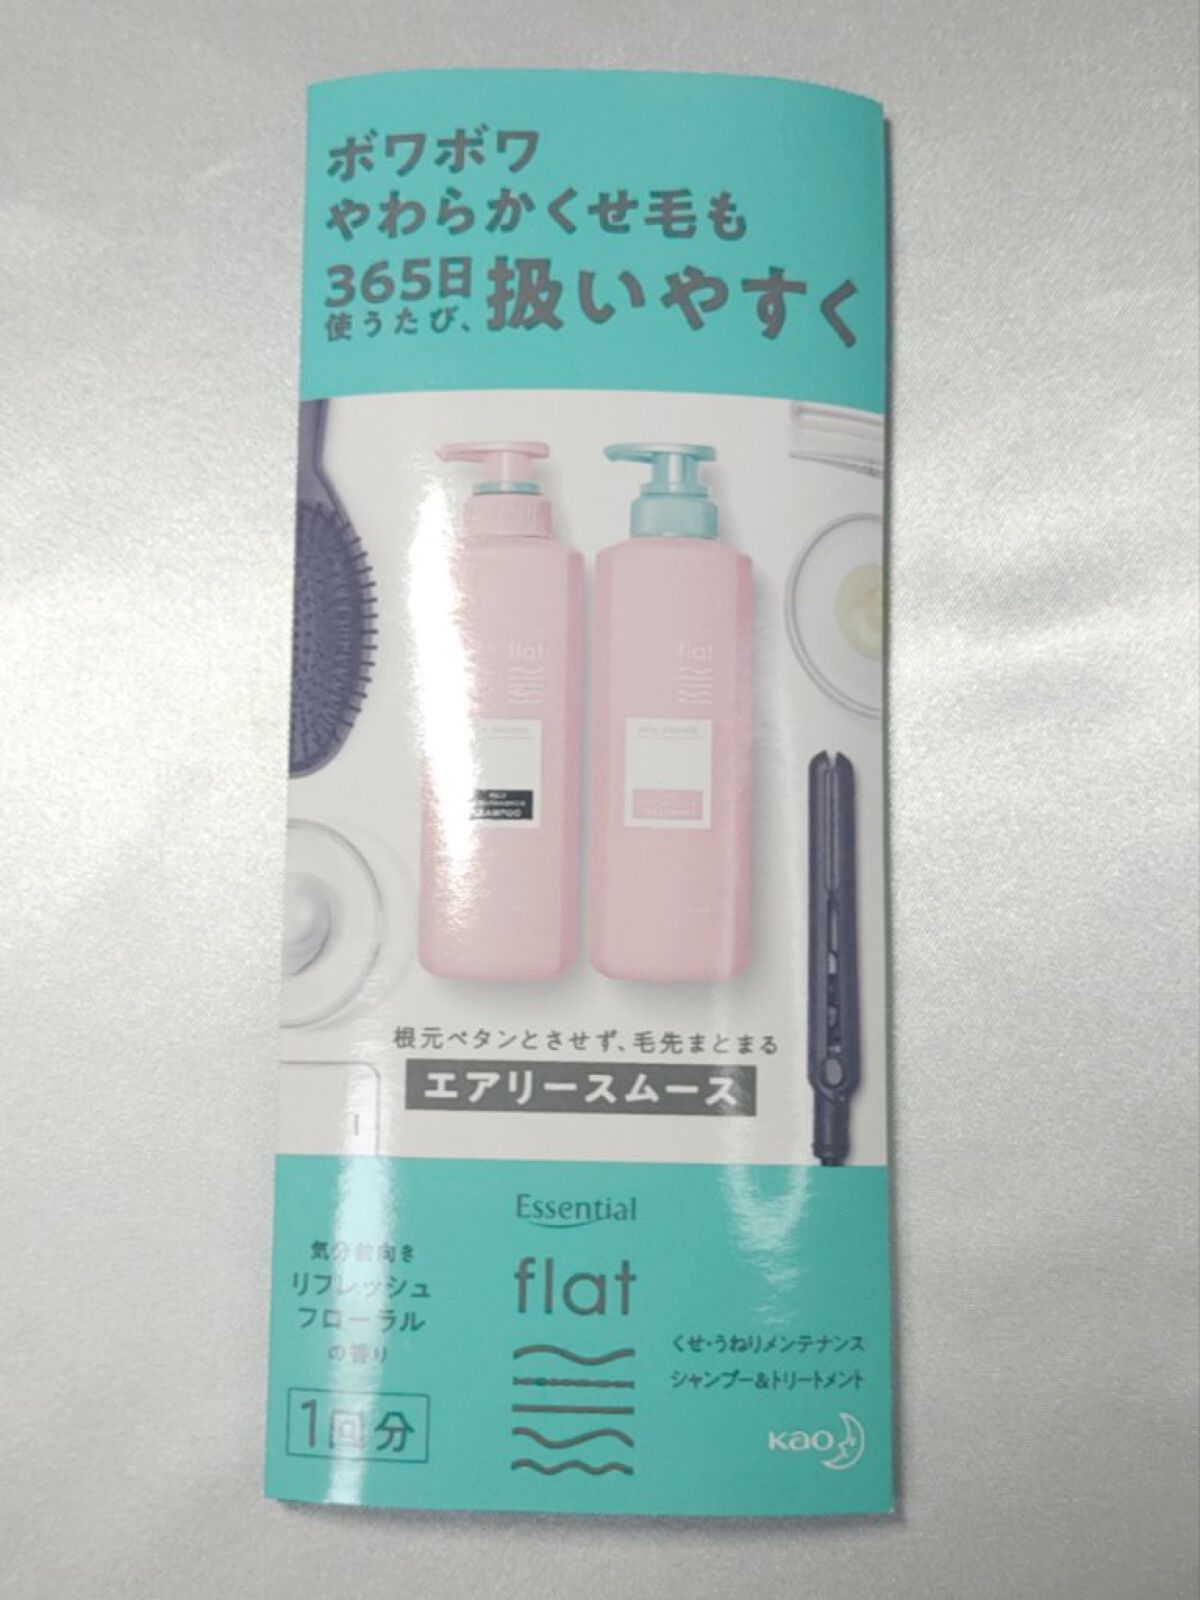 ボワボワ
やわらかくせ毛も
365日
使うたび、扱いやすく
flat
flat
SHAMPOO
TREATMENT
根元ペタンとさせず、毛先まとまる
エアリースムース
Essential
flat
気分前向き
リフレッシュ
フローラル
の香り
1回分
くせ・うねりメンテナンス
シャンプー&トリートメント
Kao